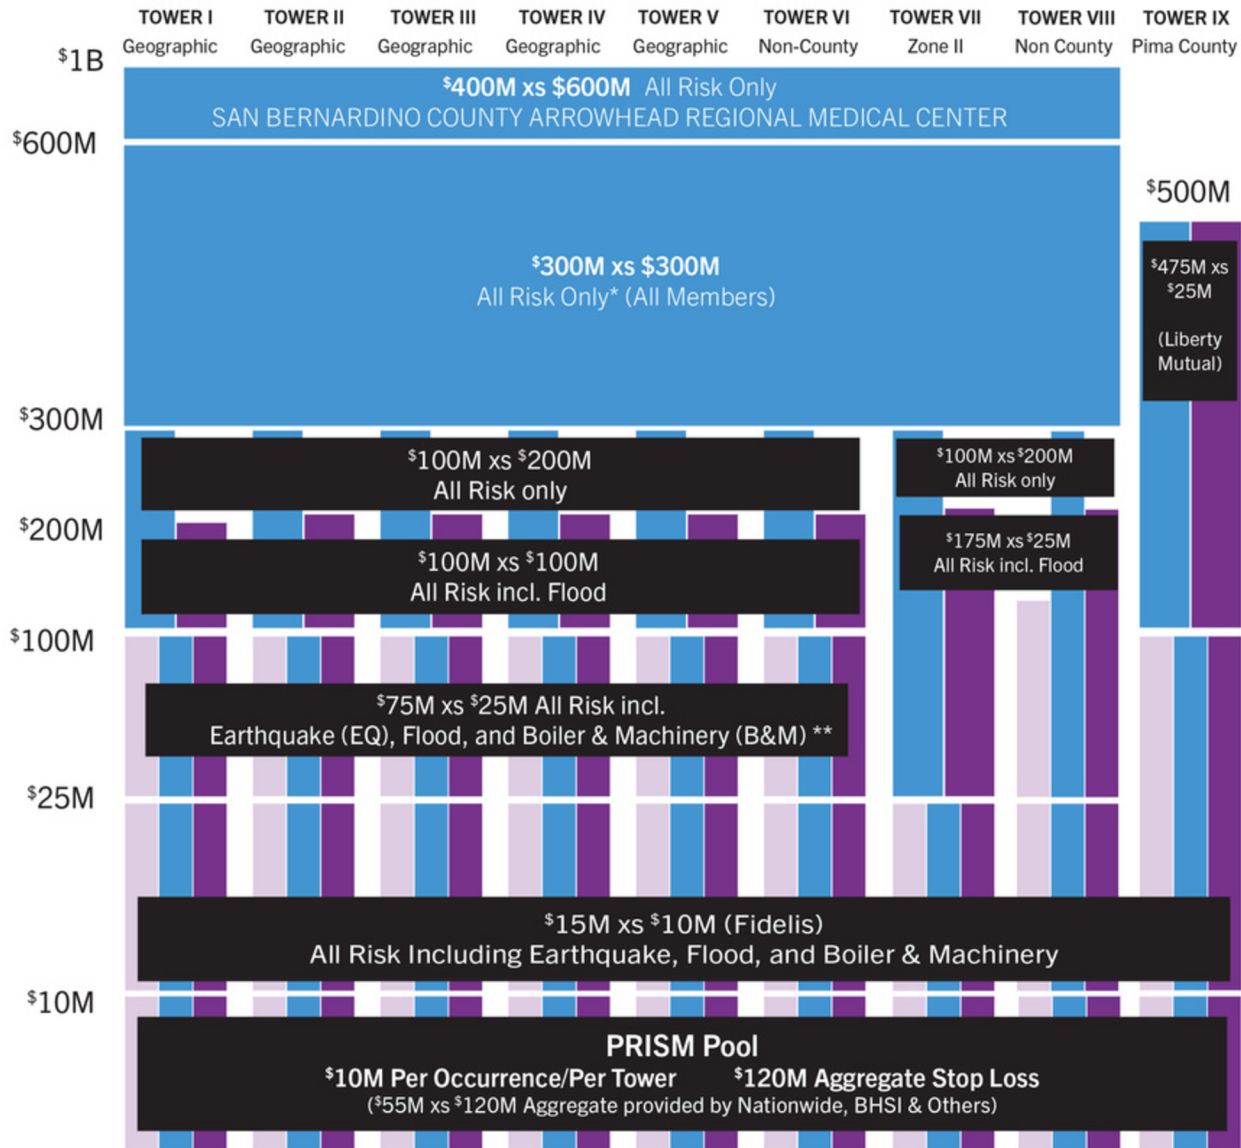 TOWER I TOWER II TOWER III TOWER IV TOWER V TOWER VI TOWER VII TOWER VIII TOWER IX
Geographic Geographic Geographic Geographic Geographic Non-County Zone II Non County Pima County
$1B
$400M xs $600M All Risk Only
SAN BERNARDINO COUNTY ARROWHEAD REGIONAL MEDICAL CENTER
$600M
$500M
$300M xs $300M
All Risk Only* (All Members)
$475M xs
$25M
(Liberty
Mutual)
$300M
$100M xs $200M
All Risk only
$100M xs $200M
All Risk only
$200M
$100M xs $100M
All Risk incl. Flood
$175M xs $25M
All Risk incl. Flood
$100M
$75M xs $25M All Risk incl.
Earthquake (EQ), Flood, and Boiler & Machinery (B&M) **
$25M
$15M xs $10M (Fidelis)
All Risk Including Earthquake, Flood, and Boiler & Machinery
$10M
PRISM Pool
$10M Per Occurrence/Per Tower $120M Aggregate Stop Loss
($55M xs $120M Aggregate provided by Nationwide, BHSI & Others)